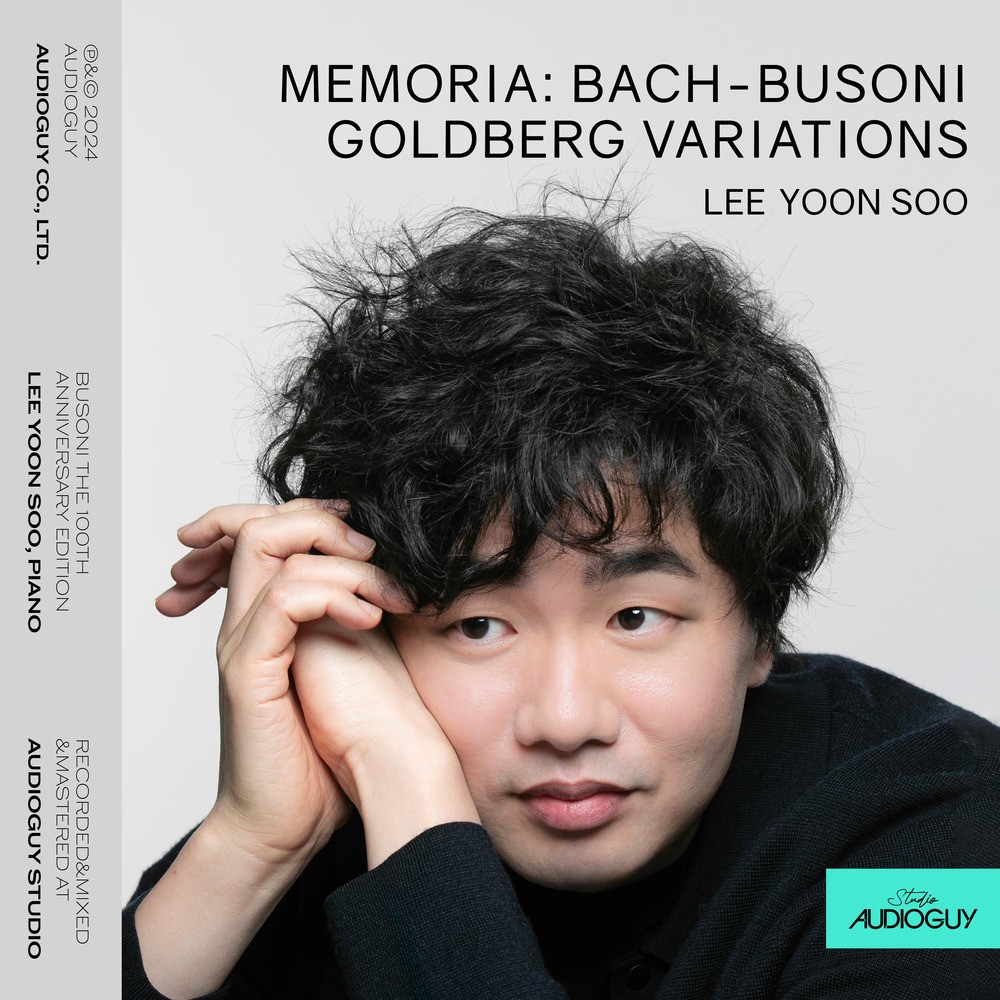 MEMORIA: BACH-BUSONI
GOLDBERG VARIATIONS
LEE YOON SOO
℗&© 2024
AUDIOGUY
AUDIOGUY CO., LTD.
BUSONI THE 100TH
ANNIVERSARY EDITION
LEE YOON SOO, PIANO
RECORDED&MIXED
&MASTERED AT
AUDIOGUY STUDIO
Studio
AUDIOGUY